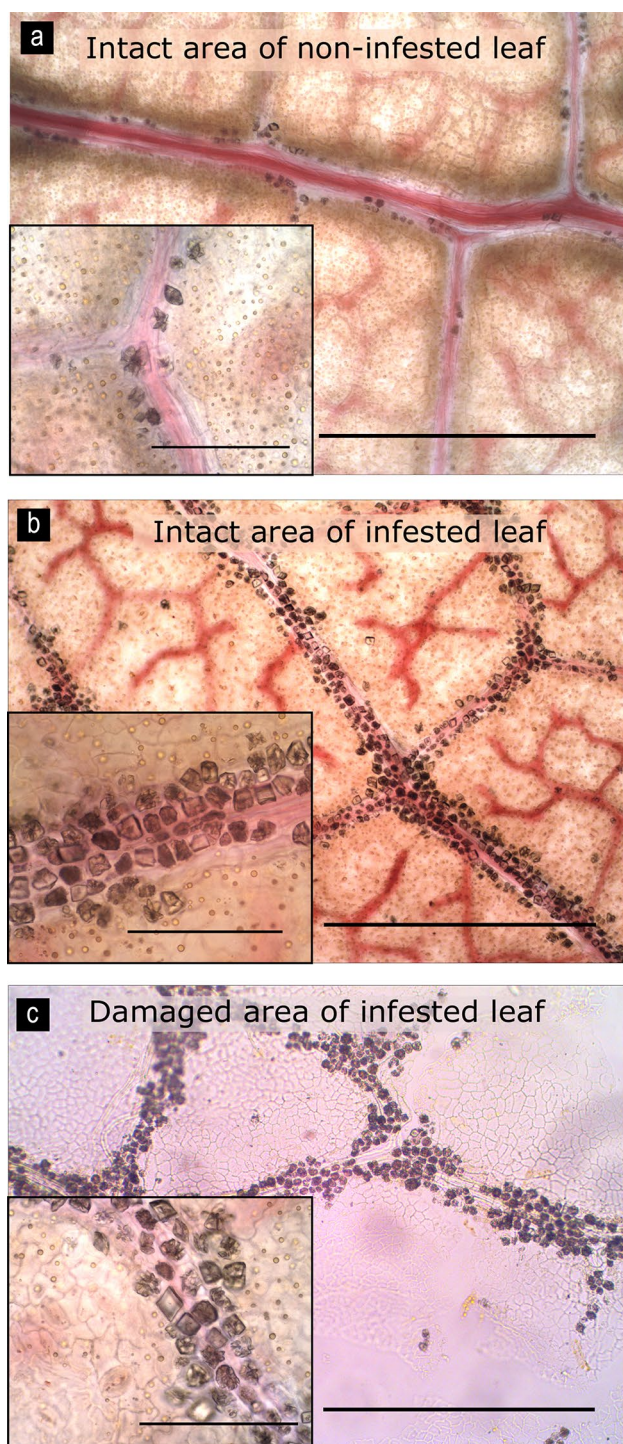 a
Intact area of non-infested leaf
b
Intact area of infested leaf
c
Damaged area of infested leaf